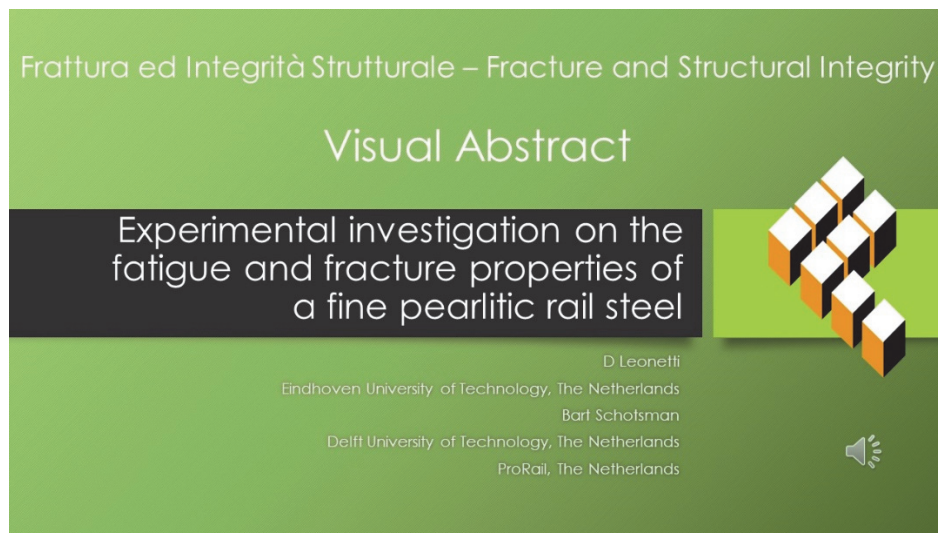 Frattura ed Integrità Strutturale – Fracture and Structural Integrity
Visual Abstract
Experimental investigation on the
fatigue and fracture properties of
a fine pearlitic rail steel
D Leonetti
Eindhoven University of Technology, The Netherlands
Bart Schotsman
Delft University of Technology, The Netherlands
ProRail, The Netherlands